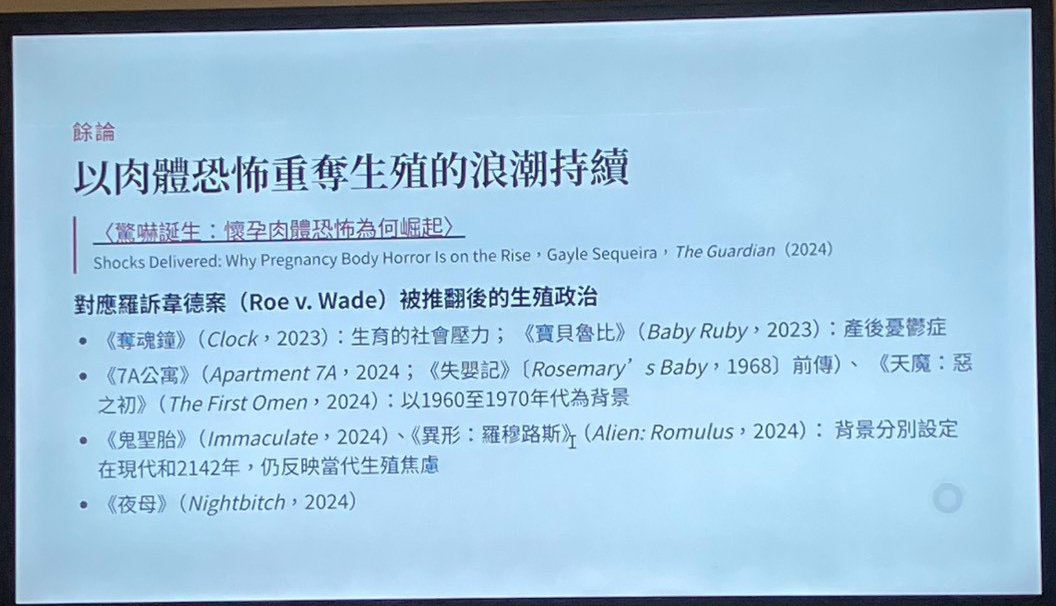 餘論
以肉體恐怖重奪生殖的浪潮持續
〈驚嚇誕生：懷孕肉體恐怖為何崛起〉
Shocks Delivered: Why Pregnancy Body Horror Is on the Rise，Gayle Sequeira，The Guardian（2024）
對應羅訴韋德案（Roe v. Wade）被推翻後的生殖政治
• 《奪魂鐘》（Clock，2023）：生育的社會壓力；《寶貝魯比》（Baby Ruby，2023）：產後憂鬱症
• 《7A公寓》（Apartment 7A，2024；《失嬰記》〔Rosemary’s Baby，1968〕前傳）、《天魔：惡
之初》（The First Omen，2024）：以1960至1970年代為背景
• 《鬼聖胎》（Immaculate，2024）、《異形：羅穆路斯》（Alien: Romulus，2024）：背景分別設定
在現代和2142年，仍反映當代生殖焦慮
• 《夜母》（Nightbitch，2024）